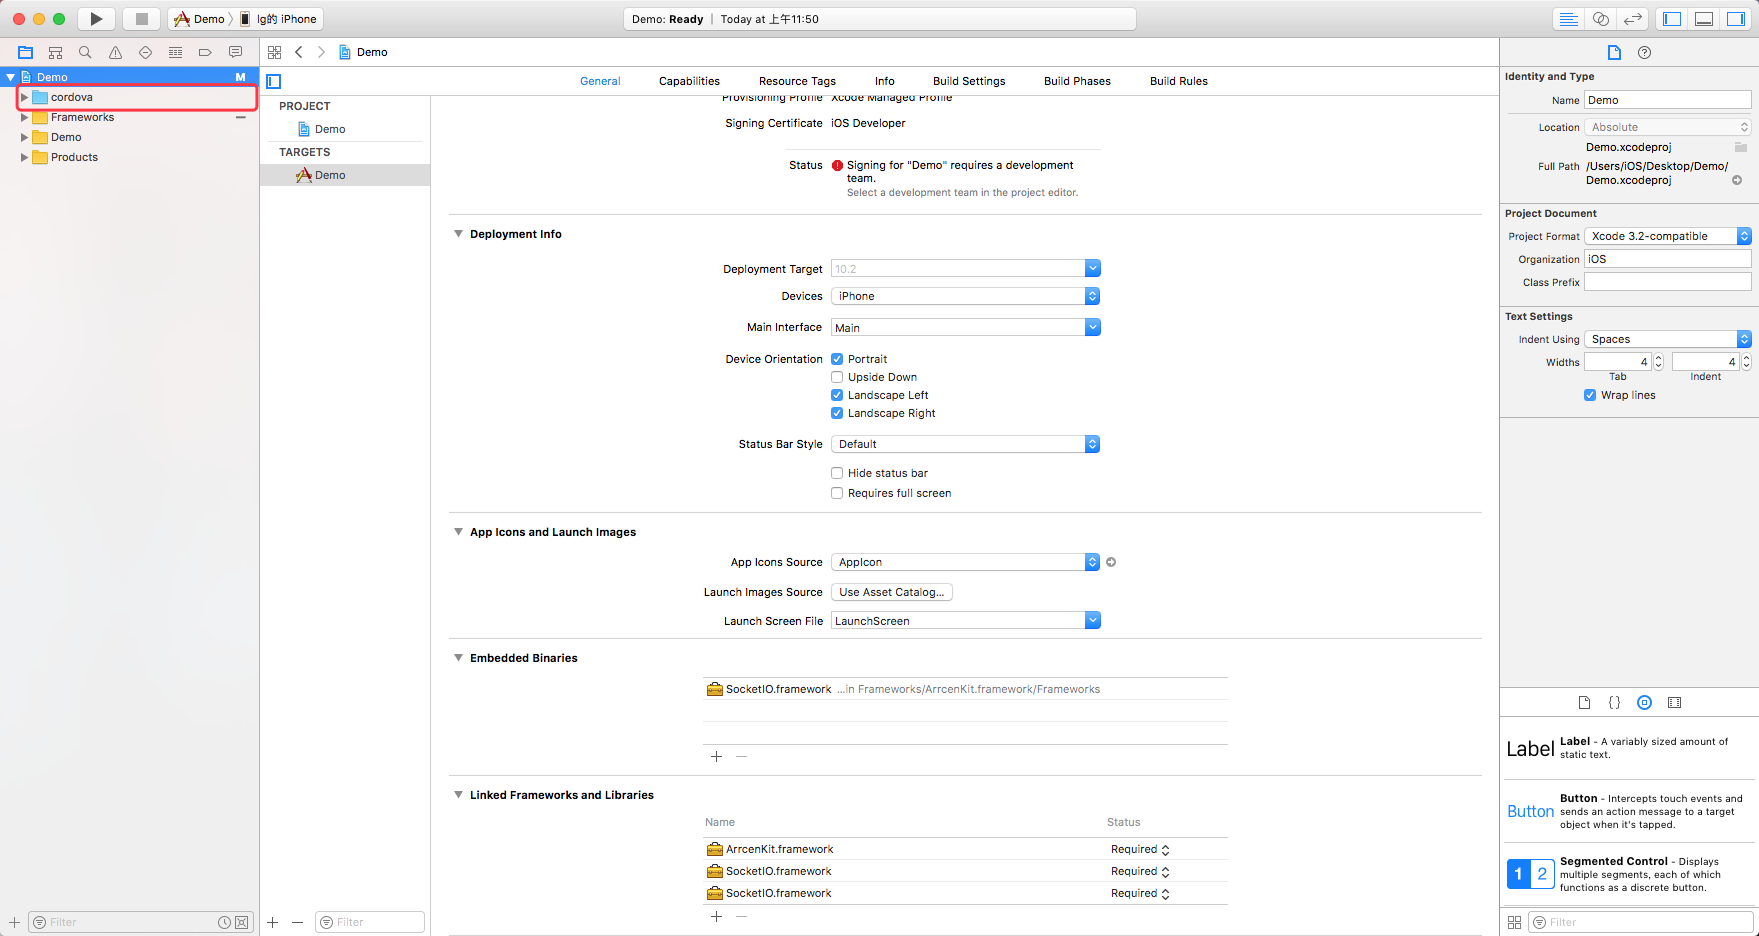 Demo
lg的 iPhone
Demo: Ready | Today at 上午11:50
Demo
Demo M
cordova
Frameworks
Demo
Products
General Capabilities Resource Tags Info Build Settings Build Phases Build Rules
PROJECT
Demo
TARGETS
Demo
Provisioning Profile Xcode Managed Profile
Signing Certificate iOS Developer
Status Signing for "Demo" requires a development
team.
Select a development team in the project editor.
Deployment Info
Deployment Target 10.2
Devices iPhone
Main Interface Main
Device Orientation Portrait
Upside Down
Landscape Left
Landscape Right
Status Bar Style Default
Hide status bar
Requires full screen
App Icons and Launch Images
App Icons Source AppIcon
Launch Images Source Use Asset Catalog...
Launch Screen File LaunchScreen
Embedded Binaries
SocketIO.framework ...in Frameworks/ArrcenKit.framework/Frameworks
Linked Frameworks and Libraries
Name Status
ArrcenKit.framework Required
SocketIO.framework Required
SocketIO.framework Required
Filter
Filter
Identity and Type
Name Demo
Location Absolute
Demo.xcodeproj
Full Path /Users/iOS/Desktop/Demo/
Demo.xcodeproj
Project Document
Project Format Xcode 3.2-compatible
Organization iOS
Class Prefix
Text Settings
Indent Using Spaces
Widths 4 4
Tab Indent
Wrap lines
{}
Label Label - A variably sized amount of
static text.
Button Button - Intercepts touch events and
sends an action message to a target
object when it's tapped.
1 2 Segmented Control - Displays
multiple segments, each of which
functions as a discrete button.
Filter